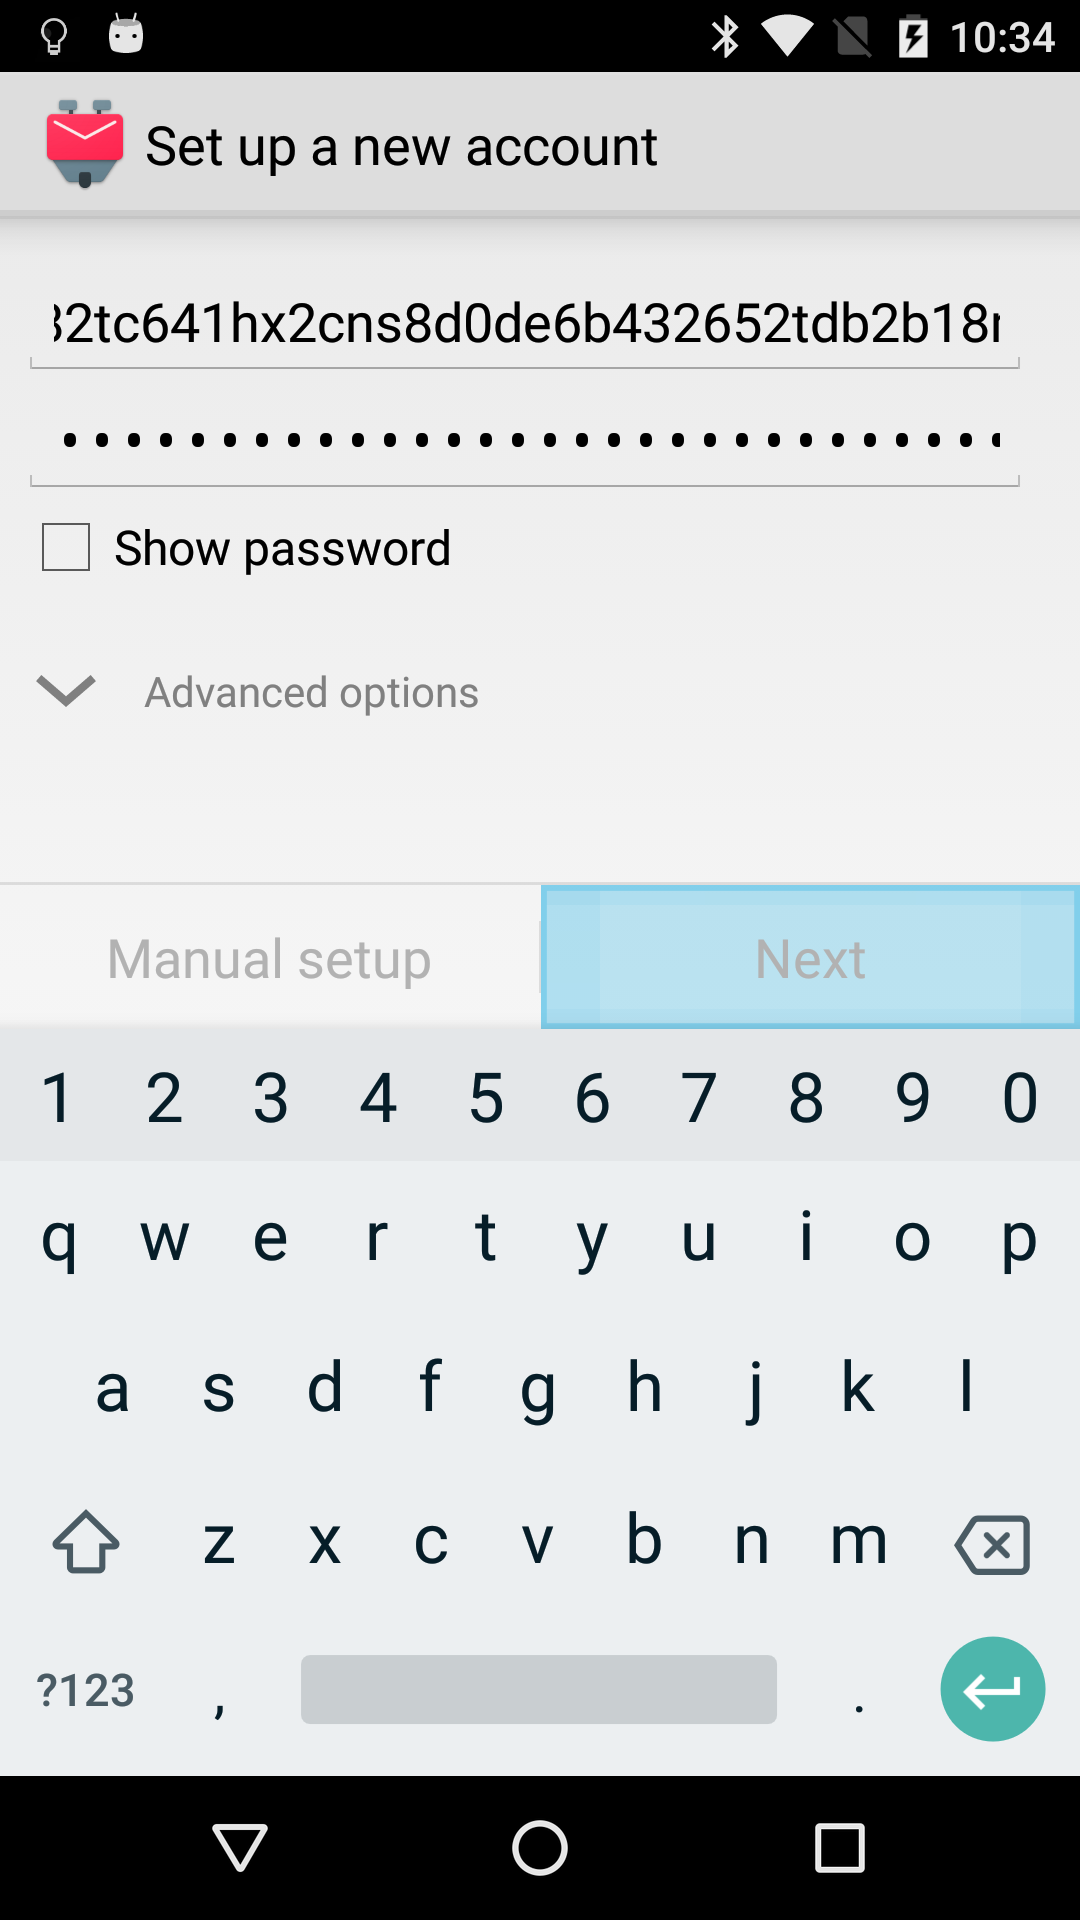 10:34
Set up a new account
32tc641hx2cns8d0de6b432652tdb2b18r
Show password
Advanced options
Manual setup
Next
1 2 3 4 5 6 7 8 9 0
q w e r t y u i o p
a s d f g h j k l
z x c v b n m
?123 , .